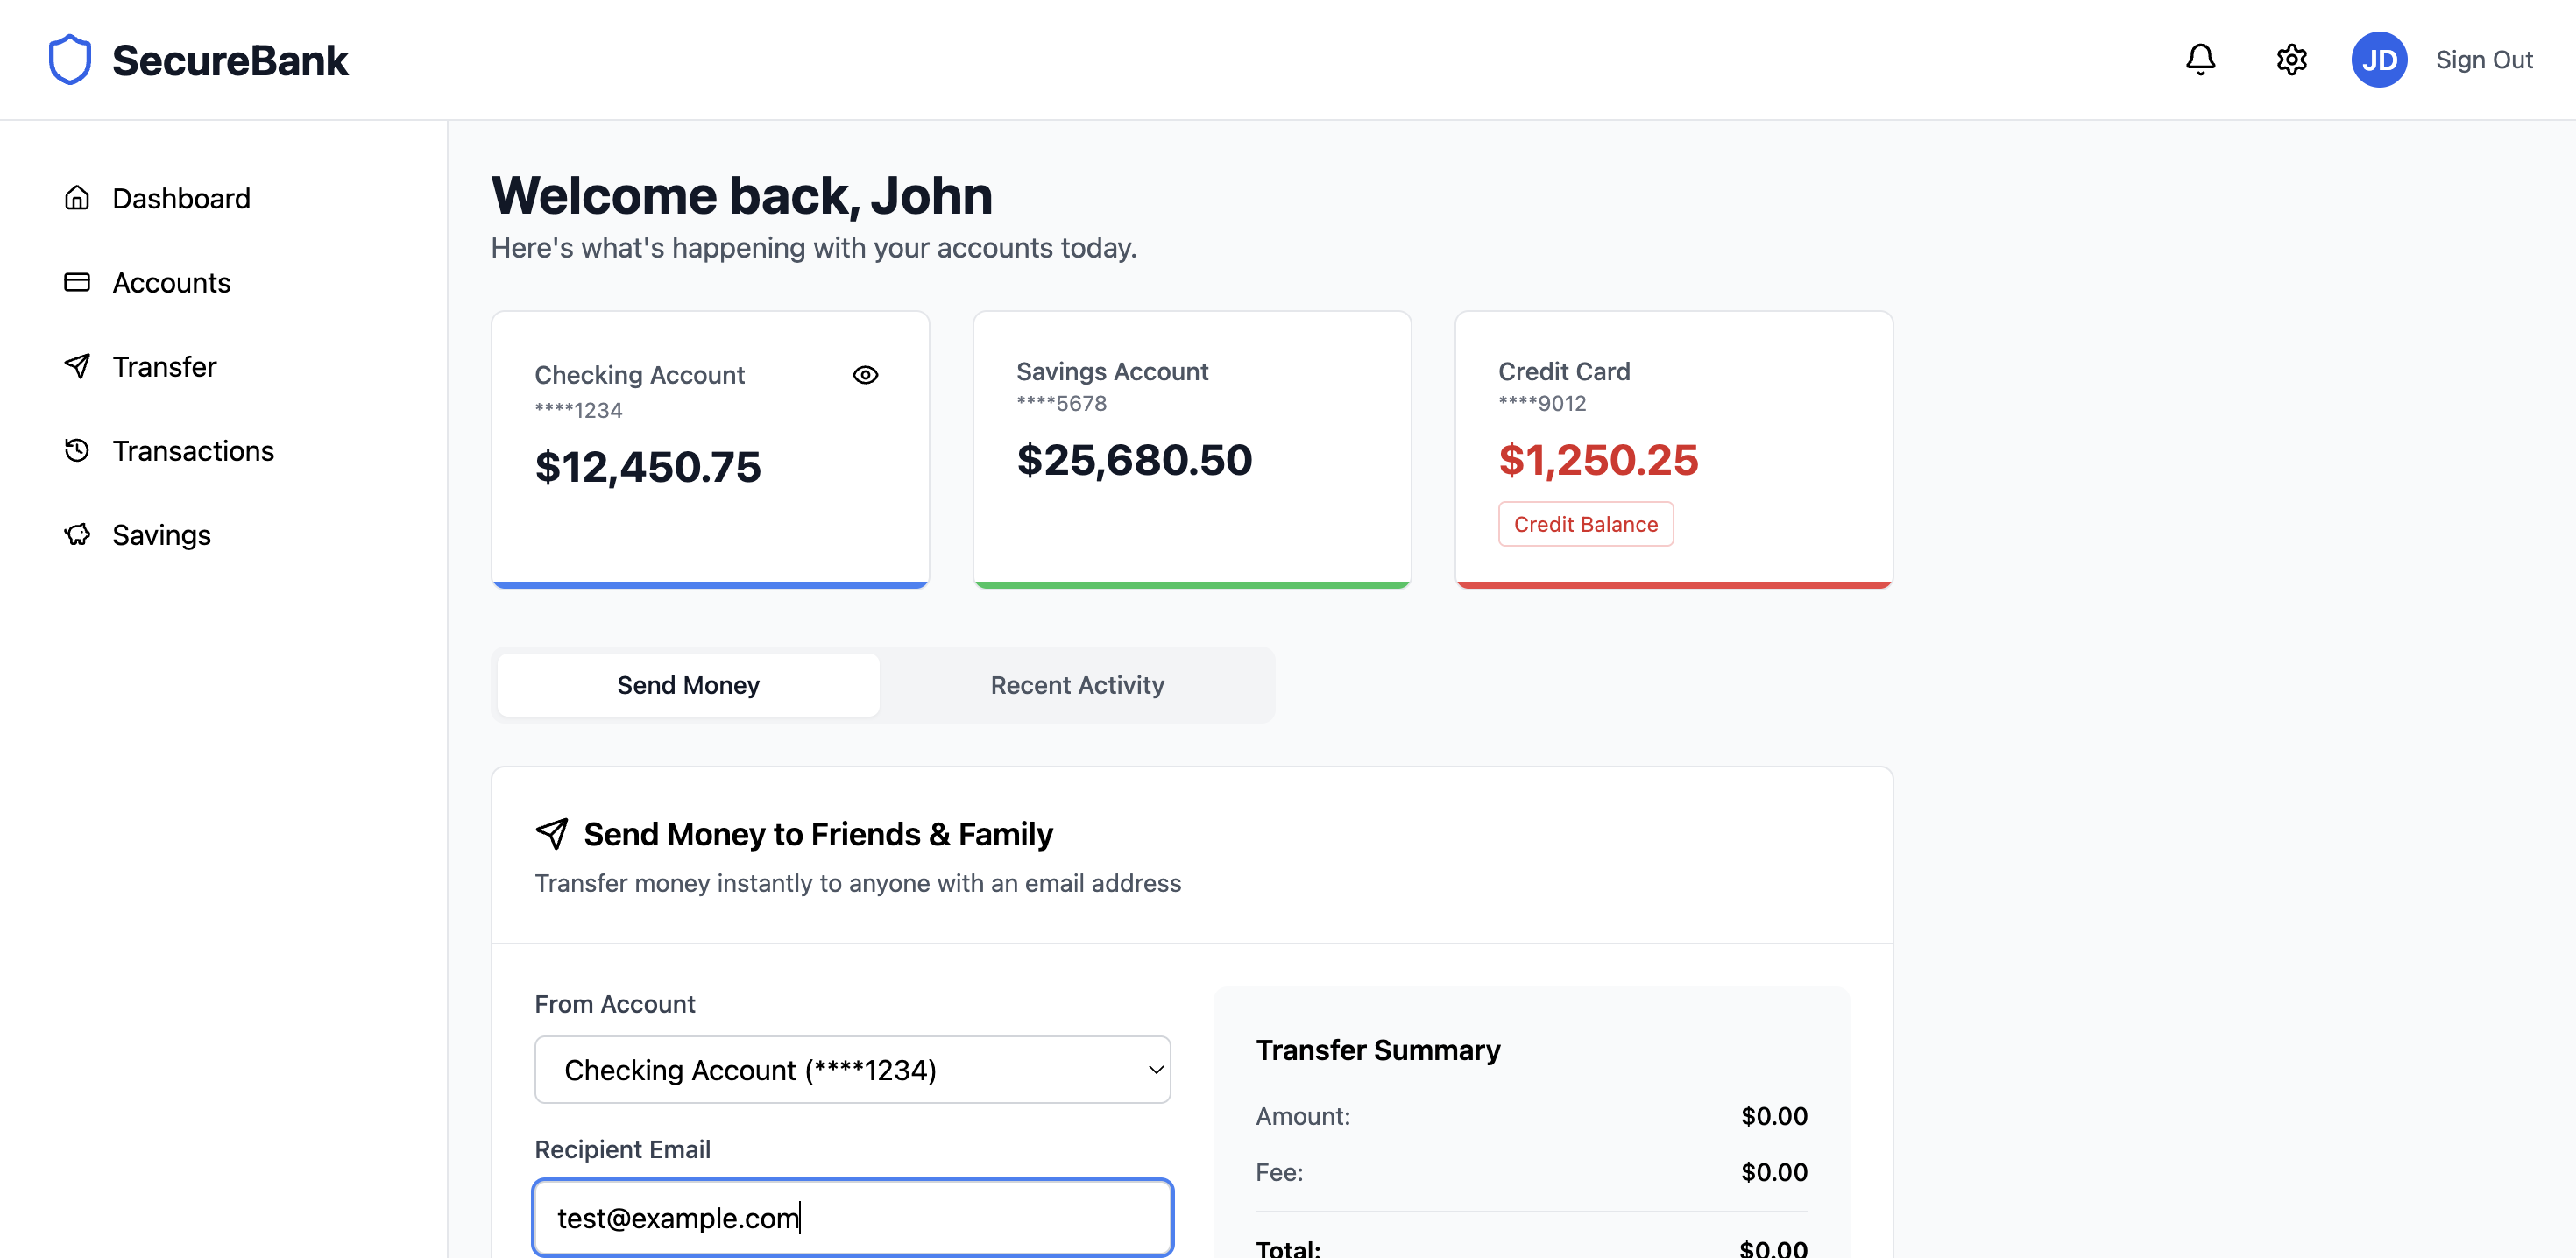 SecureBank
JD
Sign Out
Dashboard
Accounts
Transfer
Transactions
Savings
Welcome back, John
Here's what's happening with your accounts today.
Checking Account
****1234
$12,450.75
Savings Account
****5678
$25,680.50
Credit Card
****9012
$1,250.25
Credit Balance
Send Money
Recent Activity
Send Money to Friends & Family
Transfer money instantly to anyone with an email address
From Account
Checking Account (****1234)
Recipient Email
test@example.com
Transfer Summary
Amount: $0.00
Fee: $0.00
Total: $0.00